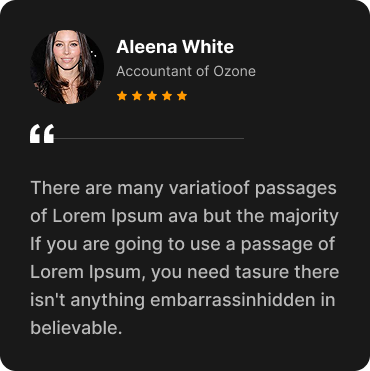 Aleena White
Accountant of Ozone
There are many variatioof passages
of Lorem Ipsum ava but the majority
If you are going to use a passage of
Lorem Ipsum, you need tasure there
isn't anything embarrassinhidden in
believable.